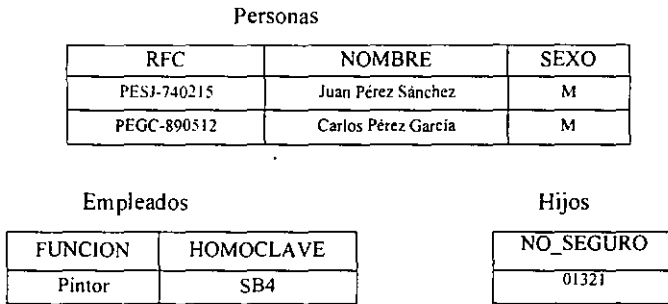 Personas
RFC NOMBRE SEXO
PESJ-740215 Juan Pérez Sánchez M
PEGC-890512 Carlos Pérez García M
Empleados Hijos
FUNCION HOMOCLAVE NO_SEGURO
Pintor SB4 01321